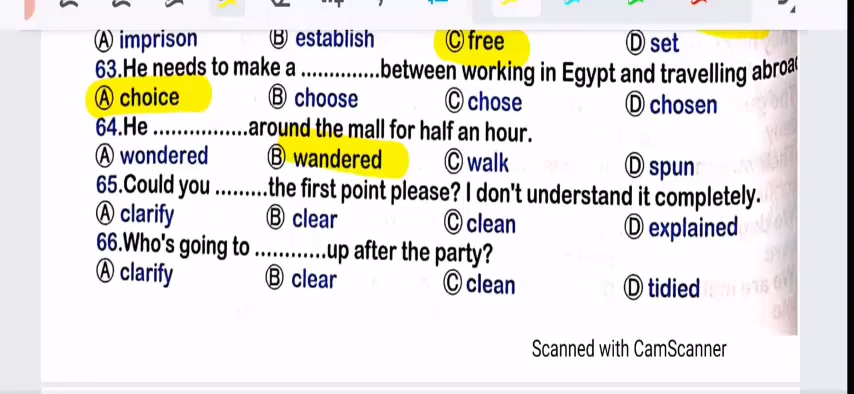 Ⓐ imprison Ⓑ establish Ⓒ free Ⓓ set
63.He needs to make a ..............between working in Egypt and travelling abroa
Ⓐ choice Ⓑ choose Ⓒ chose Ⓓ chosen
64.He .................around the mall for half an hour.
Ⓐ wondered Ⓑ wandered Ⓒ walk Ⓓ spun
65.Could you .........the first point please? I don't understand it completely.
Ⓐ clarify Ⓑ clear Ⓒ clean Ⓓ explained
66.Who's going to ............up after the party?
Ⓐ clarify Ⓑ clear Ⓒ clean Ⓓ tidied
Scanned with CamScanner